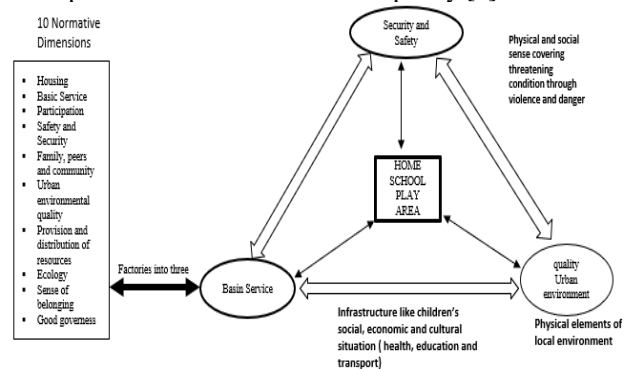 10 Normative
Dimensions
Housing
Basic Service
Participation
Safety and
Security
Family, peers
and community
Urban
environmental
quality
Provision and
distribution of
resources
Ecology
Sense of
belonging
Good governess
Factories into three
Security and
Safety
Physical and social
sense covering
threatening
condition through
violence and danger
HOME
SCHOOL
PLAY
AREA
Basin Service
quality
Urban
environment
Infrastructure like children's
social, economic and cultural
situation ( health, education and
transport)
Physical elements of
local environment